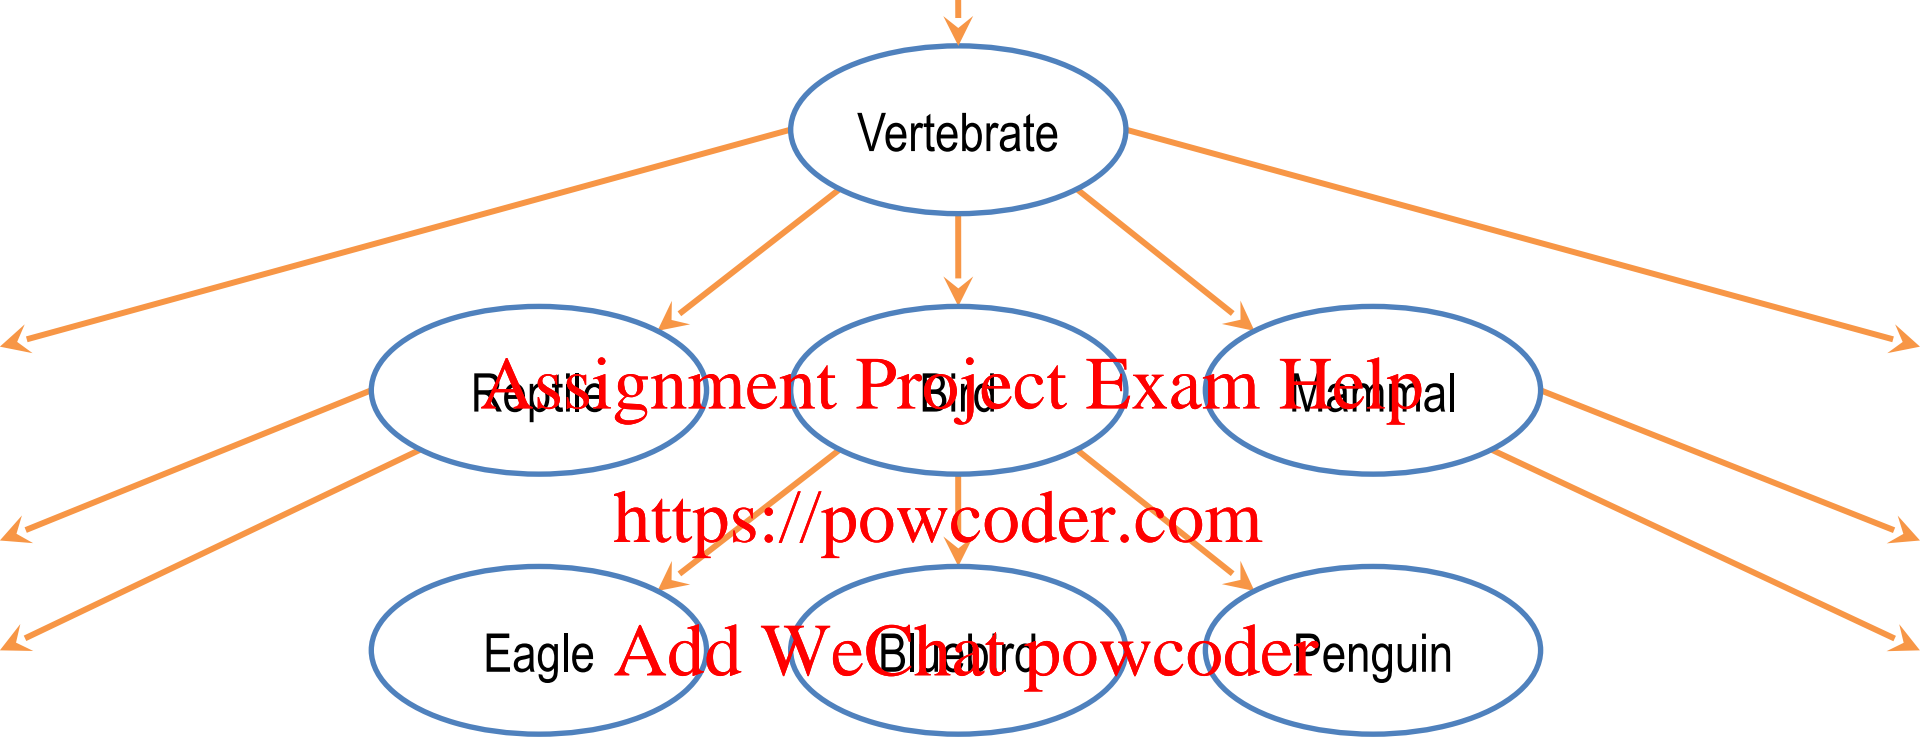 Vertebrate
Reptile
Bird
Mammal
Assignment Project Exam Help
https://powcoder.com
Eagle
Bluebird
Penguin
Add WeChat powcoder